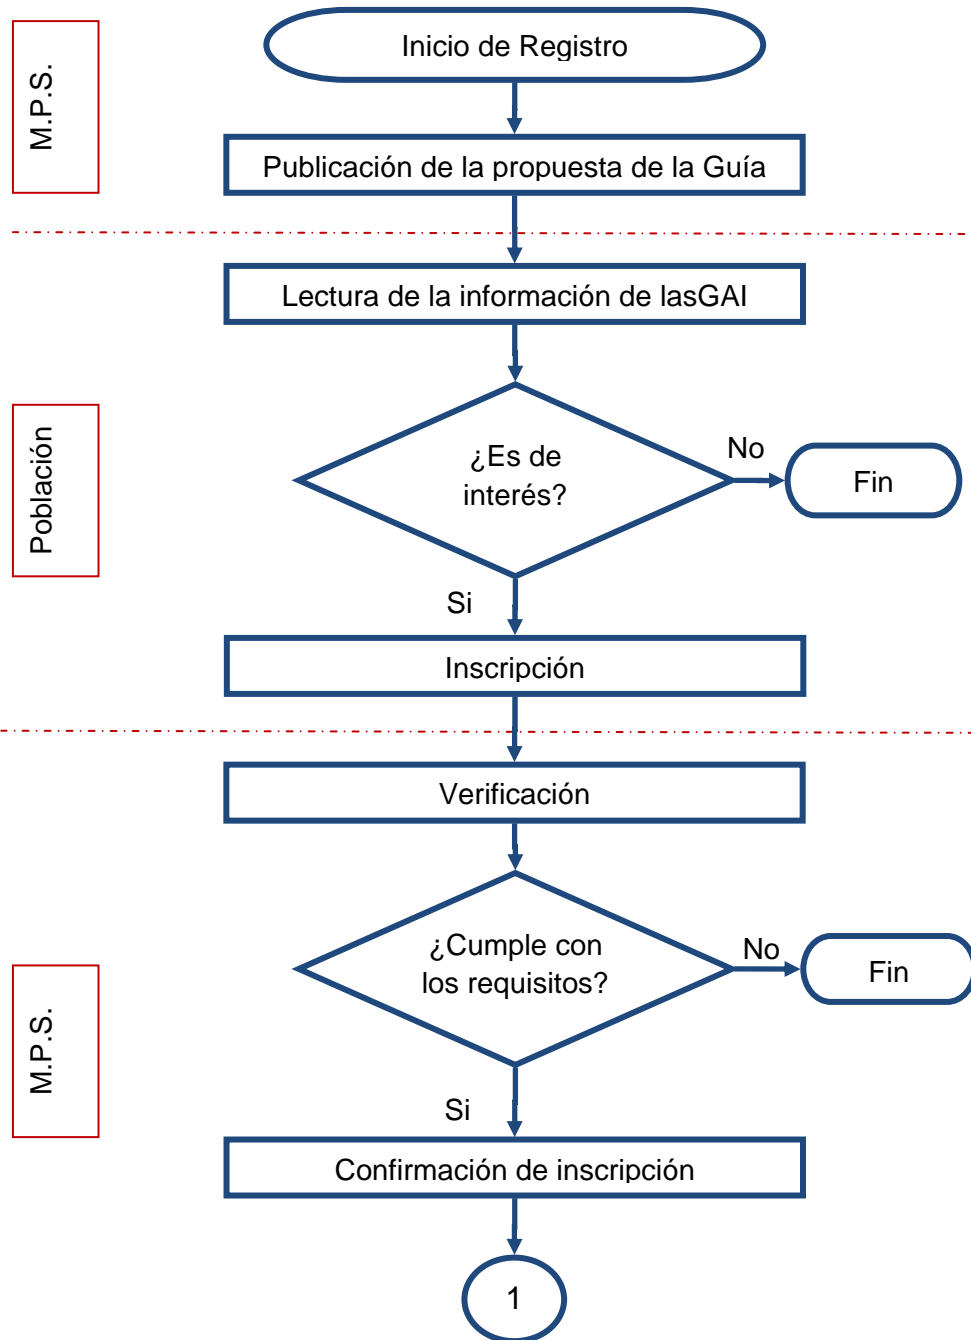 M.P.S.
Inicio de Registro
Publicación de la propuesta de la Guía
Lectura de la información de lasGAI
Población
¿Es de
interés?
No
Fin
Si
Inscripción
Verificación
M.P.S.
¿Cumple con
los requisitos?
No
Fin
Si
Confirmación de inscripción
1